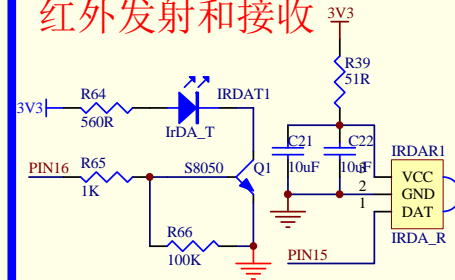 红外发射和接收
3V3
R39
51R
R64
IRDAT1
3V3
560R
IrDA_T
C21
C22
IRDAR1
10uF
10uF
3
VCC
PIN16
R65
S8050
Q1
2
GND
1K
1
DAT
R66
IRDA_R
100K
PIN15